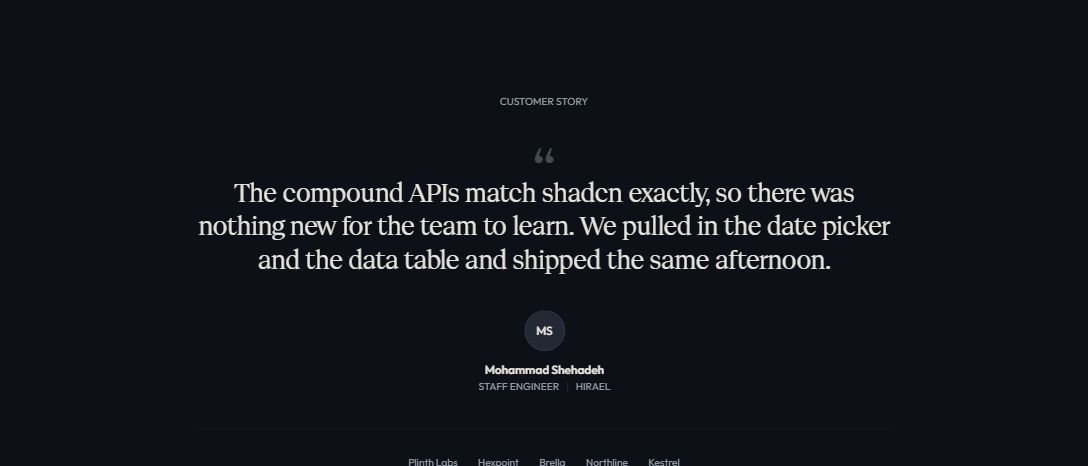 CUSTOMER STORY
“
The compound APIs match shadcn exactly, so there was
nothing new for the team to learn. We pulled in the date picker
and the data table and shipped the same afternoon.
MS
Mohammad Shehadeh
STAFF ENGINEER | HIRAEL
Plinth Labs Hexpoint Brella Northline Kestrel